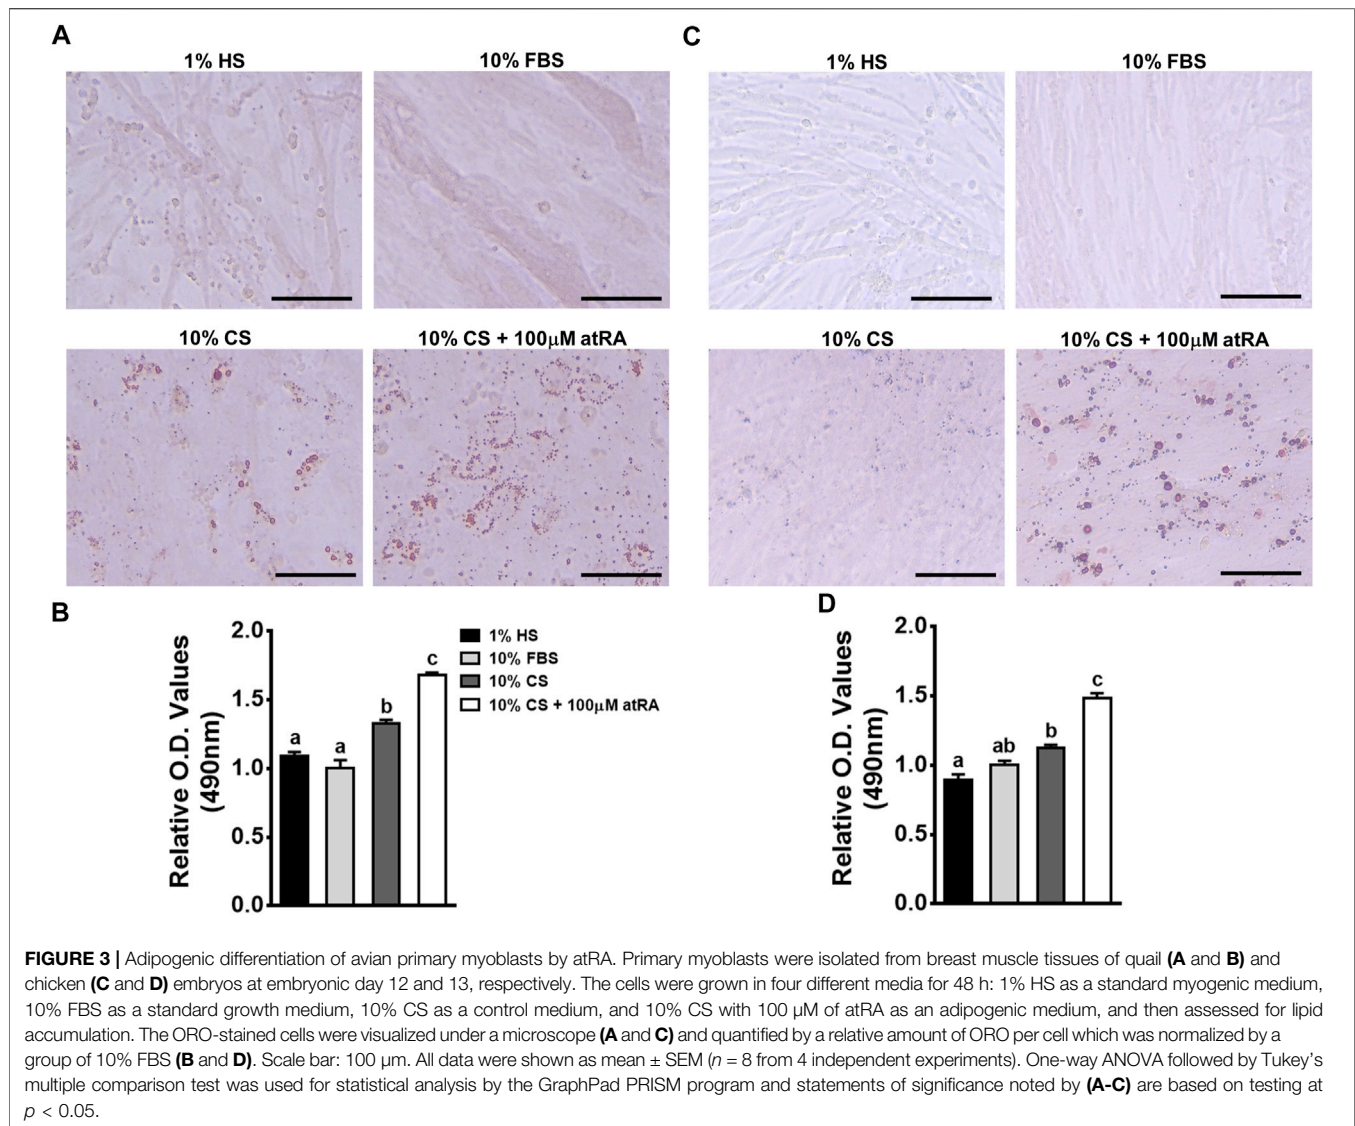 A
1% HS
10% FBS
10% CS
10% CS + 100μM atRA
C
1% HS
10% FBS
10% CS
10% CS + 100μM atRA
B
Relative O.D. Values
(490nm)
2.0
1.5
1.0
0.5
0.0
a
a
b
c
1% HS
10% FBS
10% CS
10% CS + 100μM atRA
D
Relative O.D. Values
(490nm)
2.0
1.5
1.0
0.5
0.0
a
ab
b
c
FIGURE 3 | Adipogenic differentiation of avian primary myoblasts by atRA. Primary myoblasts were isolated from breast muscle tissues of quail (A and B) and
chicken (C and D) embryos at embryonic day 12 and 13, respectively. The cells were grown in four different media for 48 h: 1% HS as a standard myogenic medium,
10% FBS as a standard growth medium, 10% CS as a control medium, and 10% CS with 100 μM of atRA as an adipogenic medium, and then assessed for lipid
accumulation. The ORO-stained cells were visualized under a microscope (A and C) and quantified by a relative amount of ORO per cell which was normalized by a
group of 10% FBS (B and D). Scale bar: 100 μm. All data were shown as mean ± SEM (n = 8 from 4 independent experiments). One-way ANOVA followed by Tukey's
multiple comparison test was used for statistical analysis by the GraphPad PRISM program and statements of significance noted by (A-C) are based on testing at
p < 0.05.